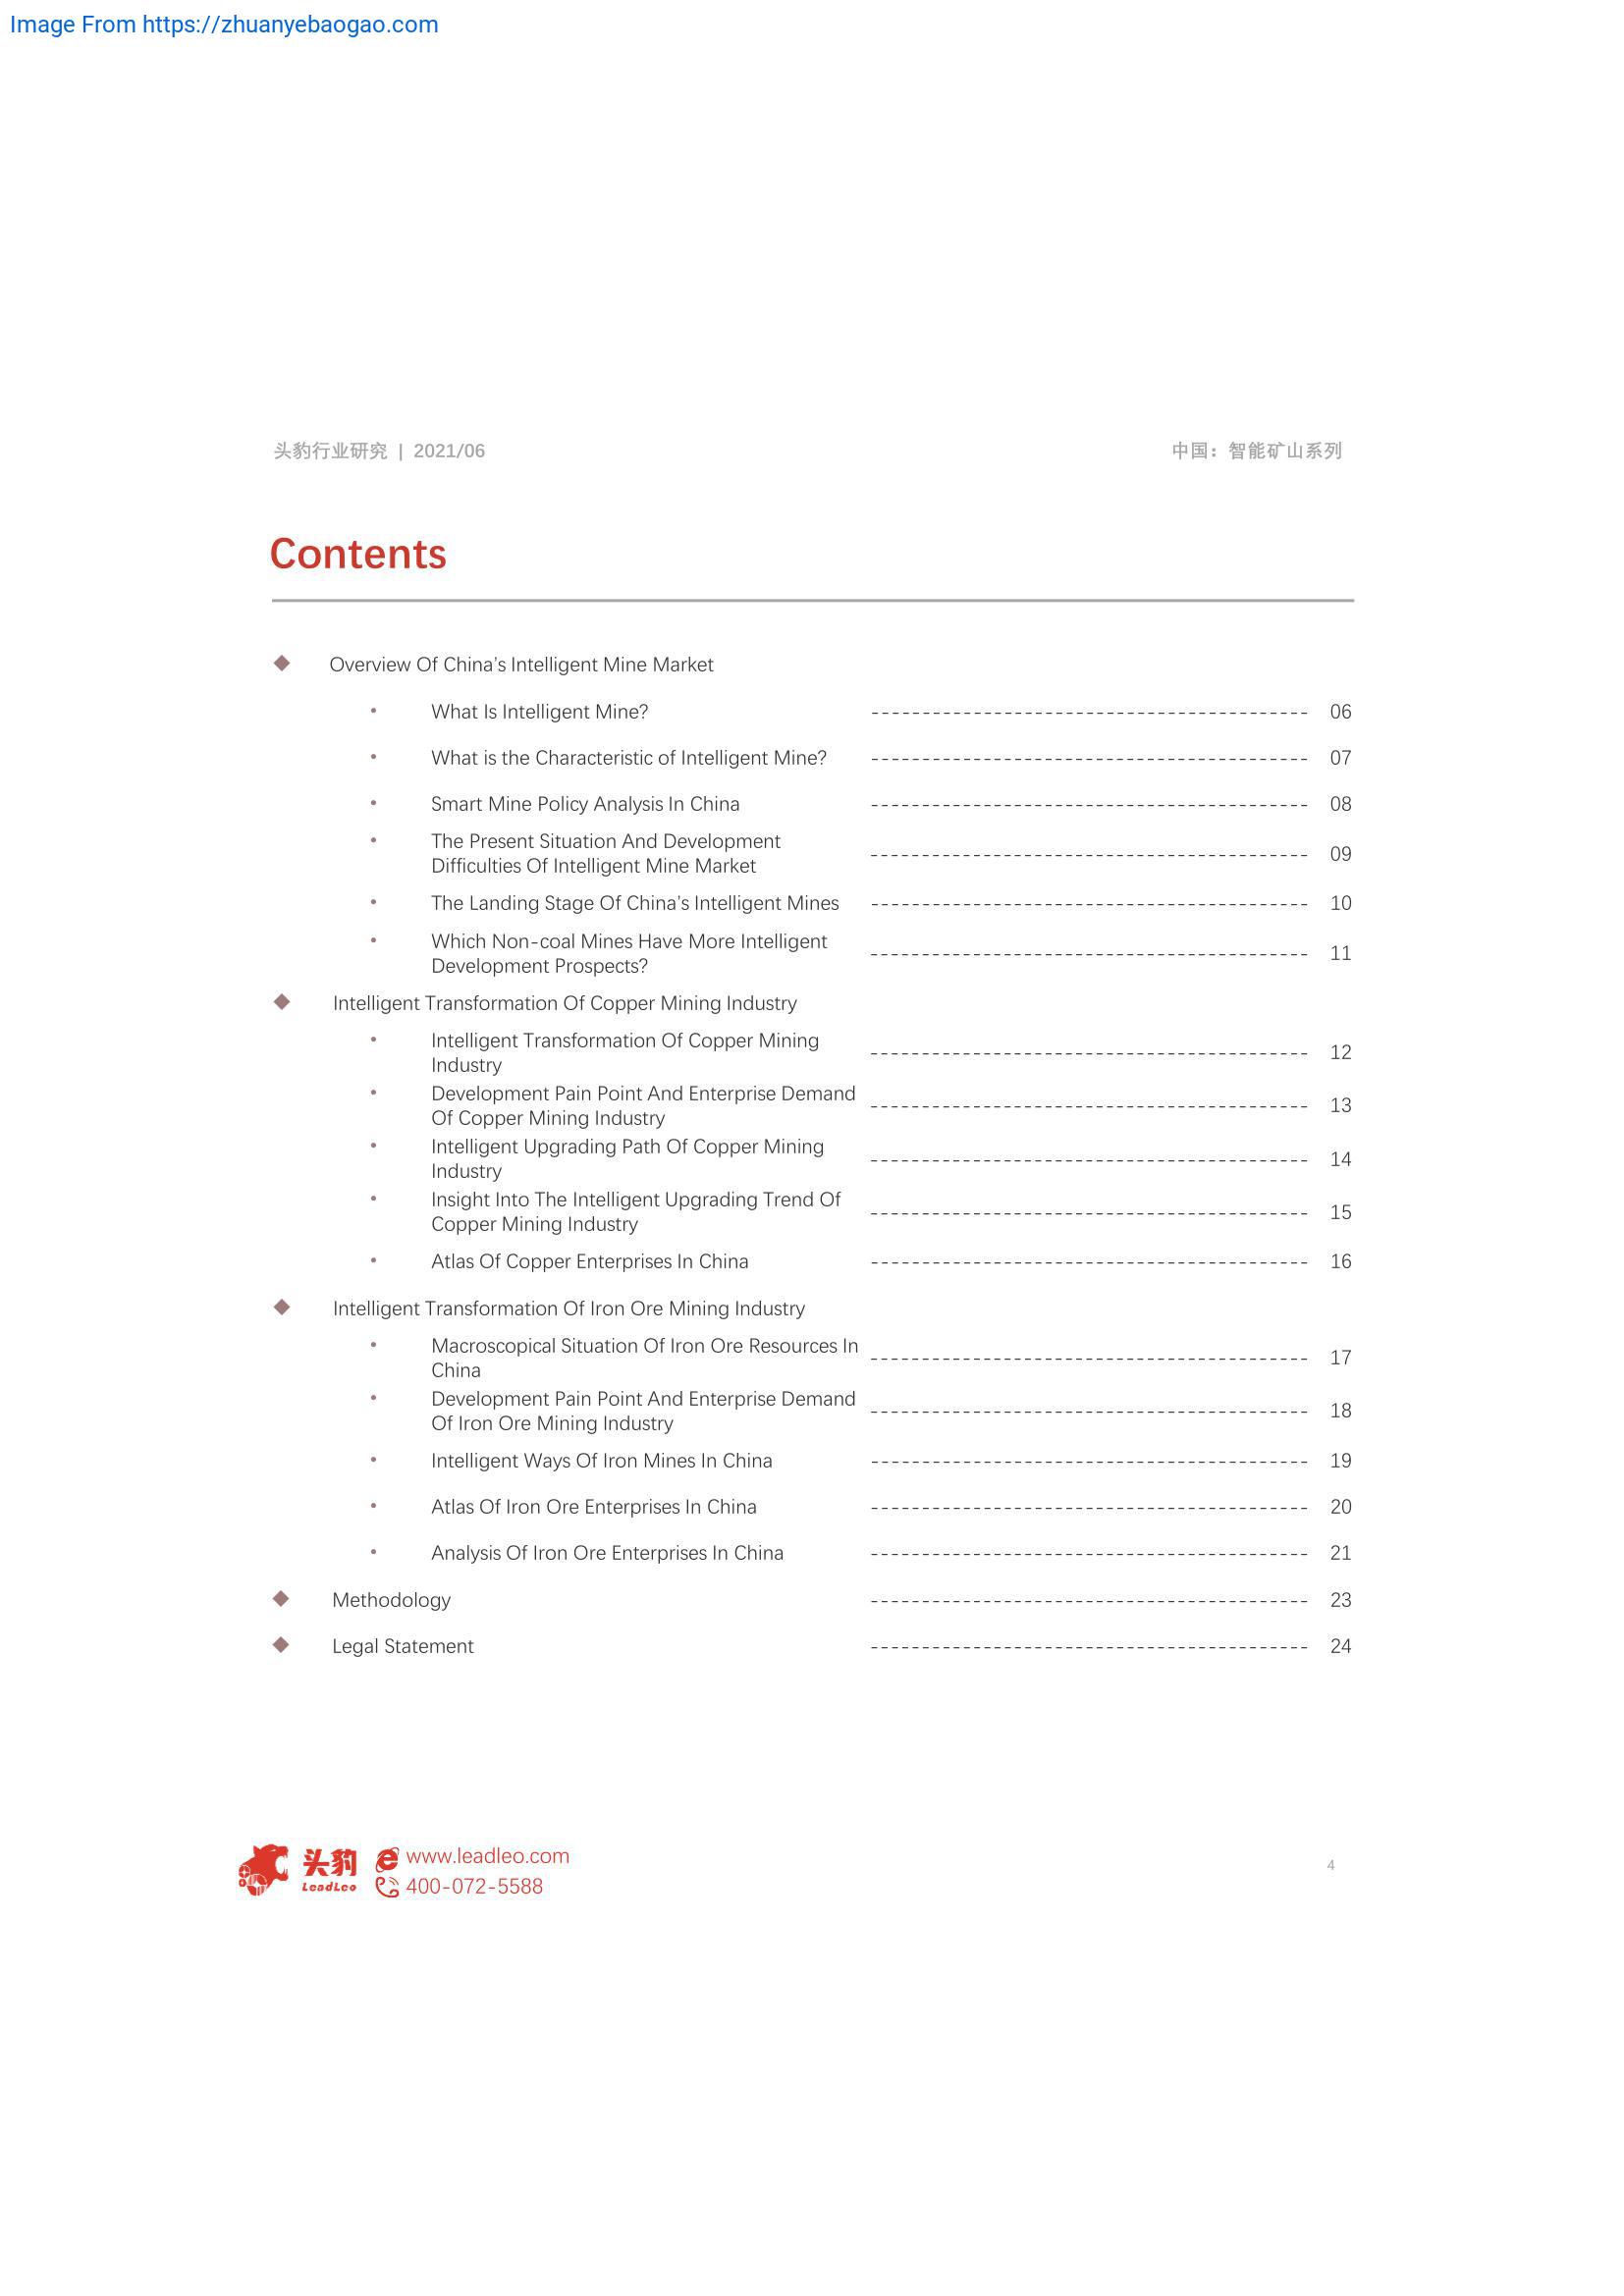 Image From https://zhuanyebaogao.com
头豹行业研究 | 2021/06
中国：智能矿山系列
Contents
Overview Of China's Intelligent Mine Market
What Is Intelligent Mine? 06
What is the Characteristic of Intelligent Mine? 07
Smart Mine Policy Analysis In China 08
The Present Situation And Development
Difficulties Of Intelligent Mine Market 09
The Landing Stage Of China's Intelligent Mines 10
Which Non-coal Mines Have More Intelligent
Development Prospects? 11
Intelligent Transformation Of Copper Mining Industry
Intelligent Transformation Of Copper Mining
Industry 12
Development Pain Point And Enterprise Demand
Of Copper Mining Industry 13
Intelligent Upgrading Path Of Copper Mining
Industry 14
Insight Into The Intelligent Upgrading Trend Of
Copper Mining Industry 15
Atlas Of Copper Enterprises In China 16
Intelligent Transformation Of Iron Ore Mining Industry
Macroscopical Situation Of Iron Ore Resources In
China 17
Development Pain Point And Enterprise Demand
Of Iron Ore Mining Industry 18
Intelligent Ways Of Iron Mines In China 19
Atlas Of Iron Ore Enterprises In China 20
Analysis Of Iron Ore Enterprises In China 21
Methodology 23
Legal Statement 24
头豹
LeadLeo
www.leadleo.com
400-072-5588
4